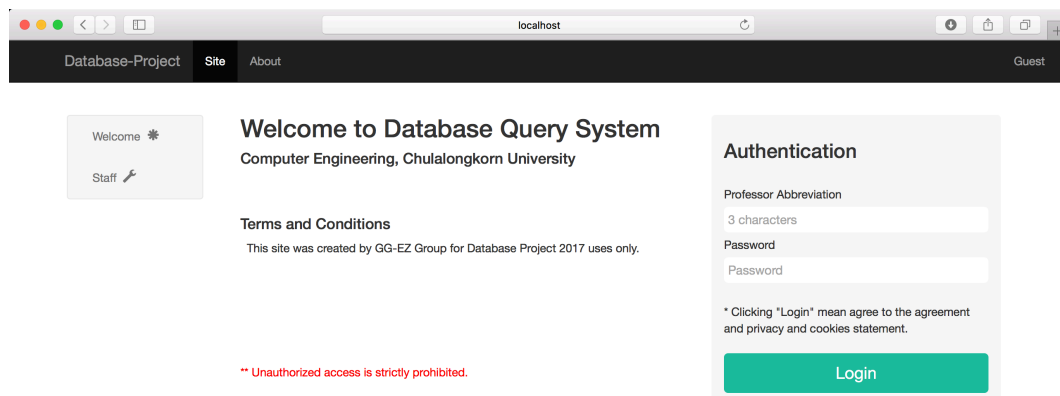 localhost
Database-Project Site About Guest
Welcome
Staff
Welcome to Database Query System
Computer Engineering, Chulalongkorn University
Terms and Conditions
This site was created by GG-EZ Group for Database Project 2017 uses only.
** Unauthorized access is strictly prohibited.
Authentication
Professor Abbreviation
3 characters
Password
Password
* Clicking "Login" mean agree to the agreement
and privacy and cookies statement.
Login